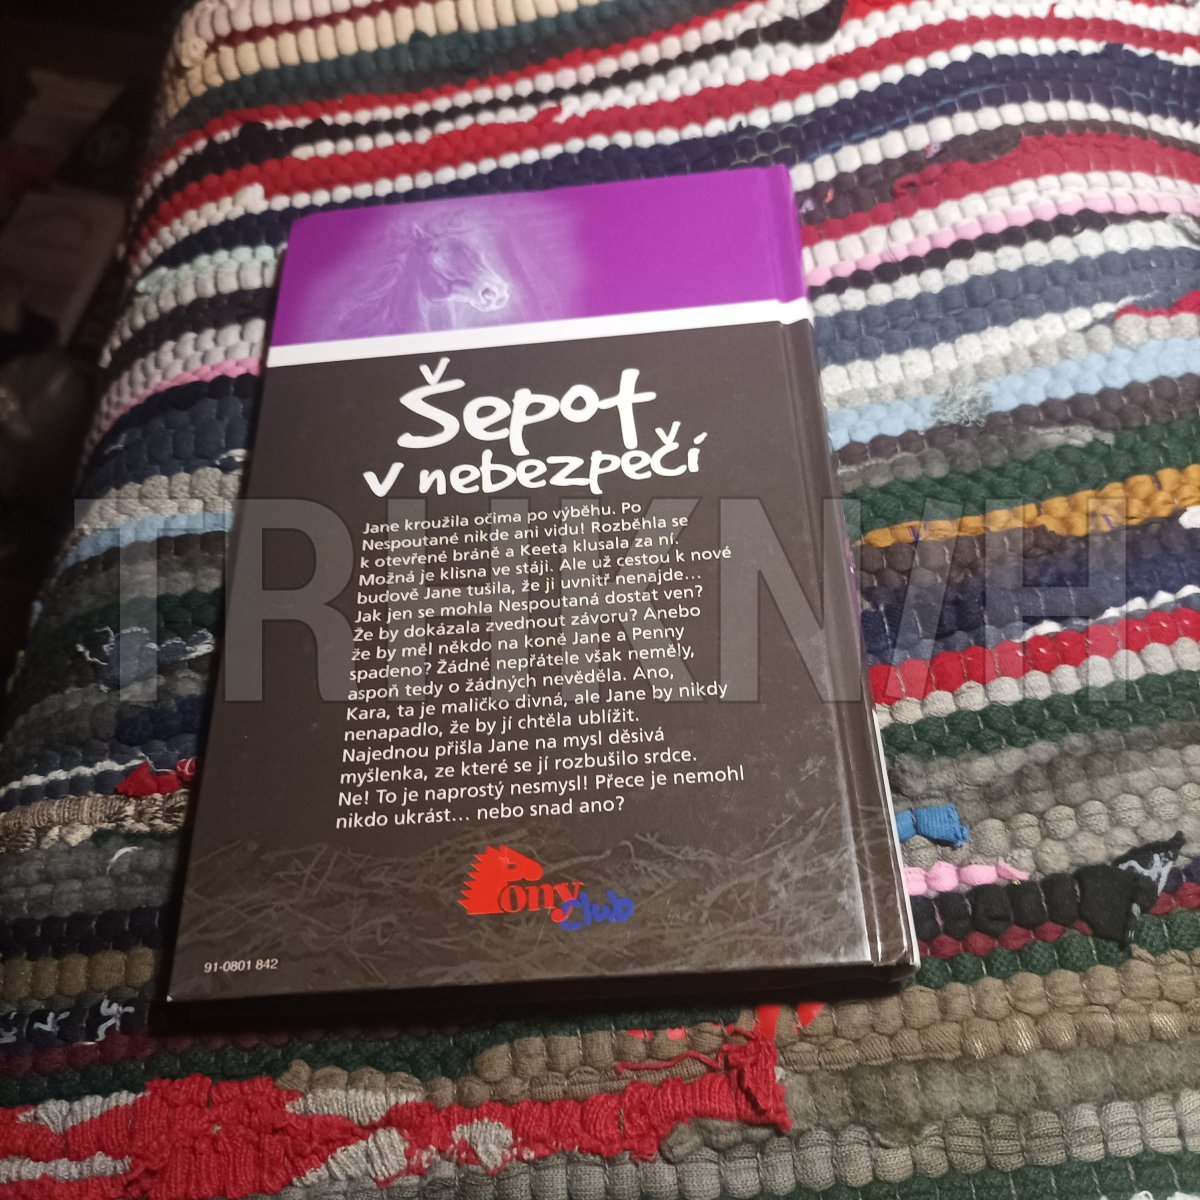 Šepot
v nebezpečí
Jane kroužila očima po výběhu. Po
Nespoutané nikde ani vidu! Rozběhla se
k otevřené bráně a Keeta klusala za ní.
Možná je klisna ve stáji. Ale už cestou k nové
budově Jane tušila, že ji uvnitř nenajde...
Jak jen se mohla Nespoutaná dostat ven?
Že by dokázala zvednout závoru? Anebo
že by měl někdo na koně Jane a Penny
spadeno? Žádné nepřátele však neměly,
aspoň tedy o žádných nevěděla. Ano,
Kara, ta je maličko divná, ale Jane by nikdy
nenapadlo, že by jí chtěla ublížit.
Najednou přišla Jane na mysl děsivá
myšlenka, ze které se jí rozbušilo srdce.
Ne! To je naprostý nesmysl! Přece je nemohl
nikdo ukrást... nebo snad ano?
Pony
club
91-0801 842